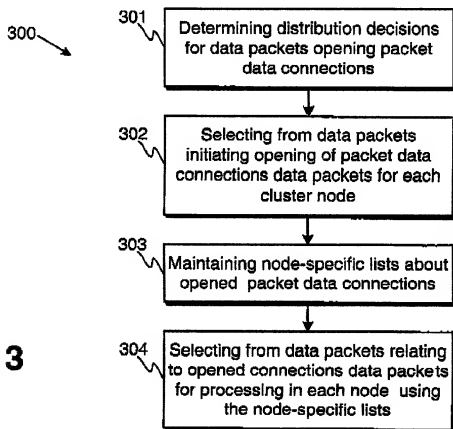 300
301
Determining distribution decisions
for data packets opening packet
data connections
302
Selecting from data packets
initiating opening of packet data
connections data packets for each
cluster node
303
Maintaining node-specific lists about
opened packet data connections
3
304
Selecting from data packets relating
to opened connections data packets
for processing in each node using
the node-specific lists